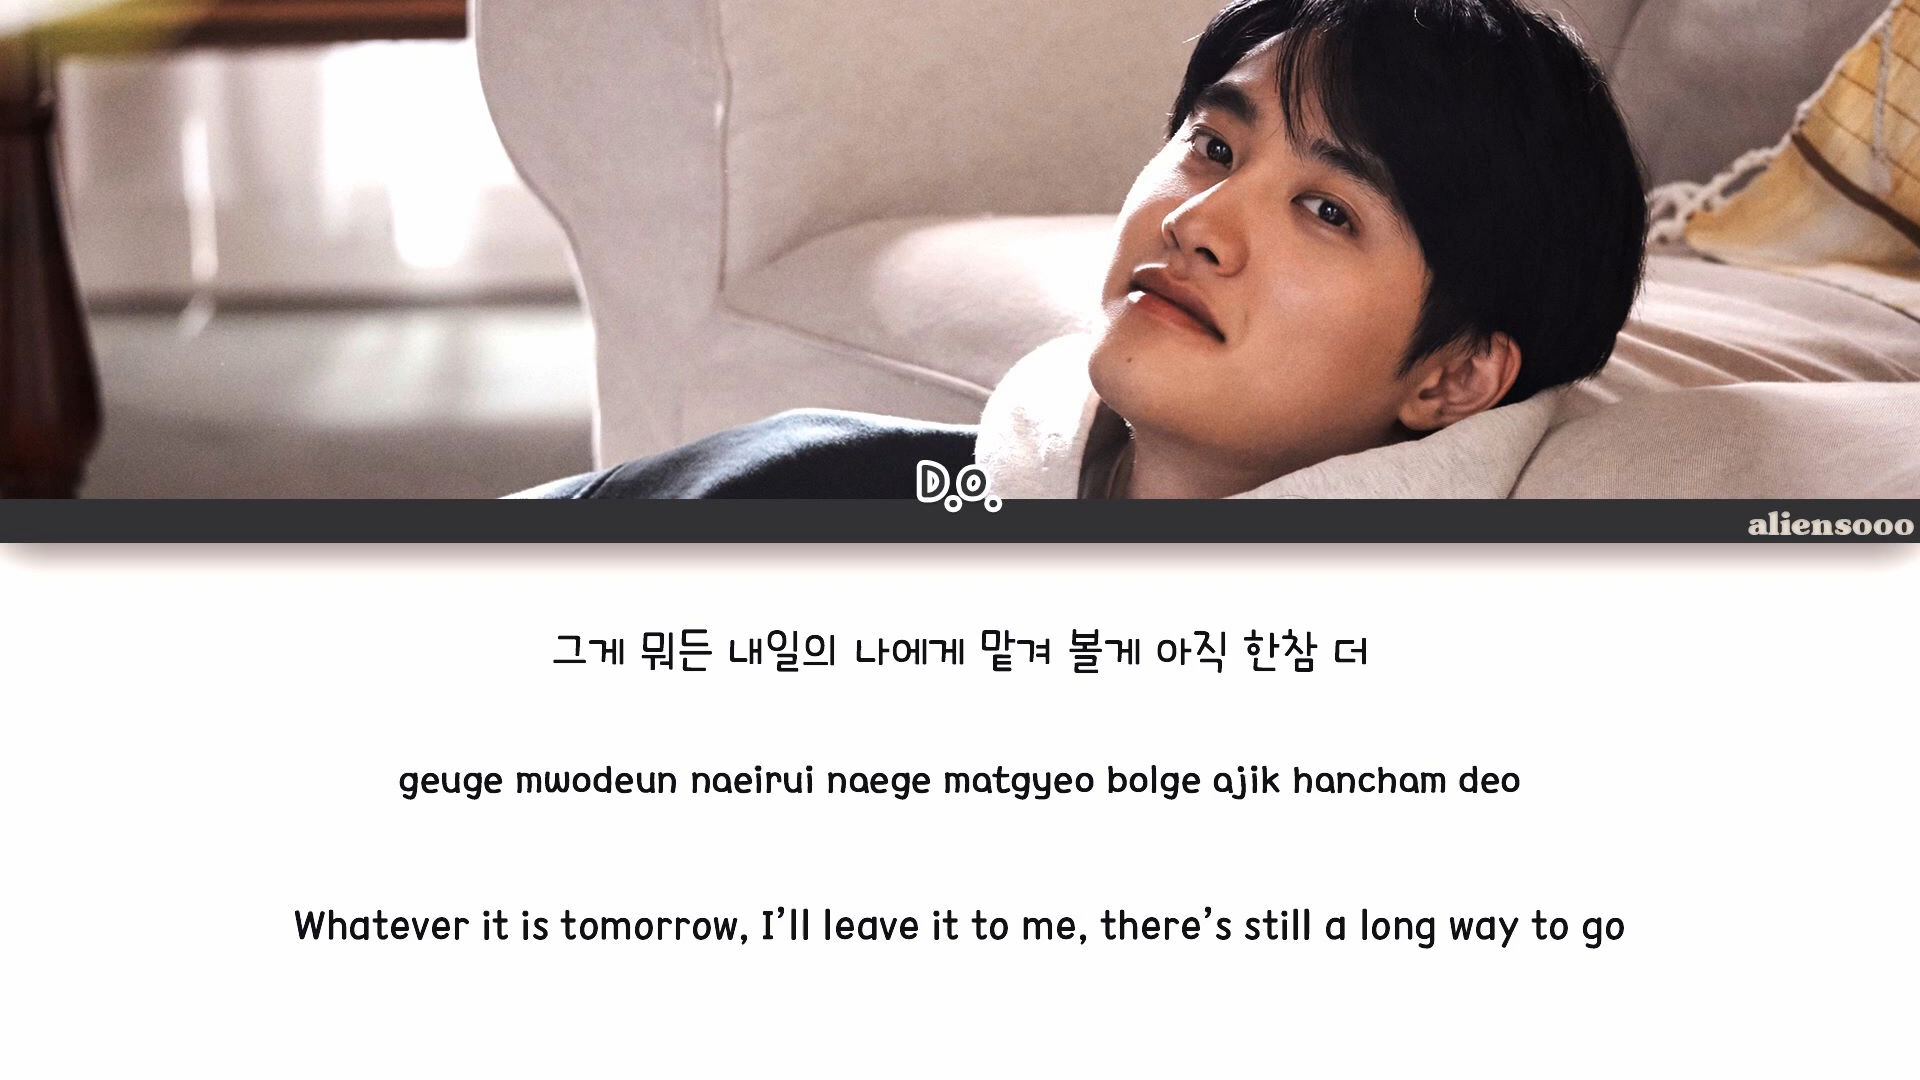 D.O.
aliensooo
그게 뭐든 내일의 나에게 맡겨 볼게 아직 한참 더
geuge mwodeun naeirui naege matgyeo bolge ajik hancham deo
Whatever it is tomorrow, I’ll leave it to me, there’s still a long way to go